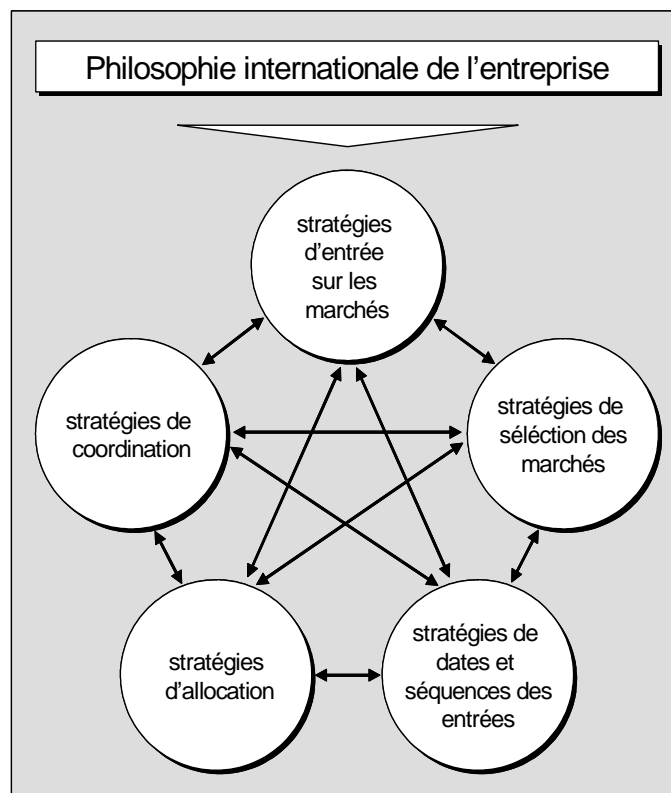 Philosophie internationale de l'entreprise
stratégies
d'entrée
sur les
marchés
stratégies de
coordination
stratégies de
séléction des
marchés
stratégies
d'allocation
stratégies de
dates et
séquences des
entrées